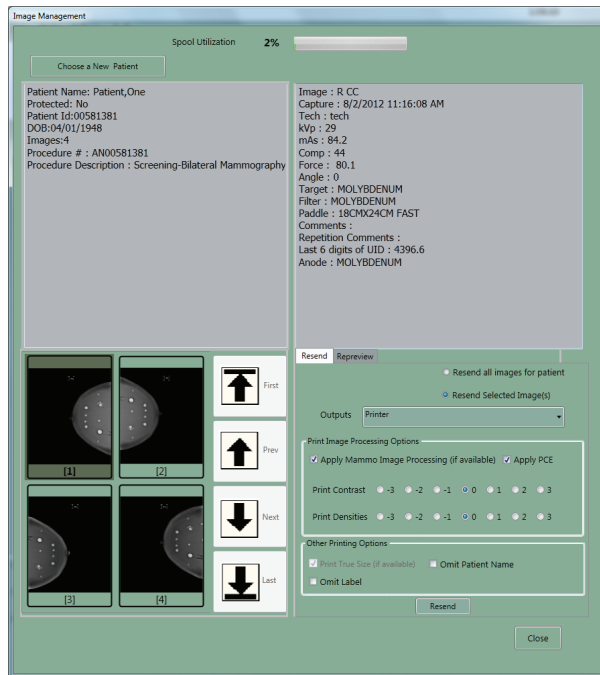 Image Management
Spool Utilization 2%
Choose a New Patient
Patient Name: Patient,One
Protected: No
Patient Id:00581381
DOB:04/01/1948
Images:4
Procedure # : AN00581381
Procedure Description : Screening-Bilateral Mammography
Image : R CC
Capture : 8/2/2012 11:16:08 AM
Tech : tech
kVp : 29
mAs : 84.2
Comp : 44
Force : 80.1
Angle : 0
Target : MOLYBDENUM
Filter : MOLYBDENUM
Paddle : 18CMX24CM FAST
Comments :
Repetition Comments :
Last 6 digits of UID : 4396.6
Anode : MOLYBDENUM
[1]
[2]
[3]
[4]
First
Prev
Next
Last
Resend Repreview
Resend all images for patient
Resend Selected Image(s)
Outputs Printer
Print Image Processing Options
Apply Mammo Image Processing (if available) Apply PCE
Print Contrast -3 -2 -1 0 1 2 3
Print Densities -3 -2 -1 0 1 2 3
Other Printing Options
Print True Size (if available) Omit Patient Name
Omit Label
Resend
Close